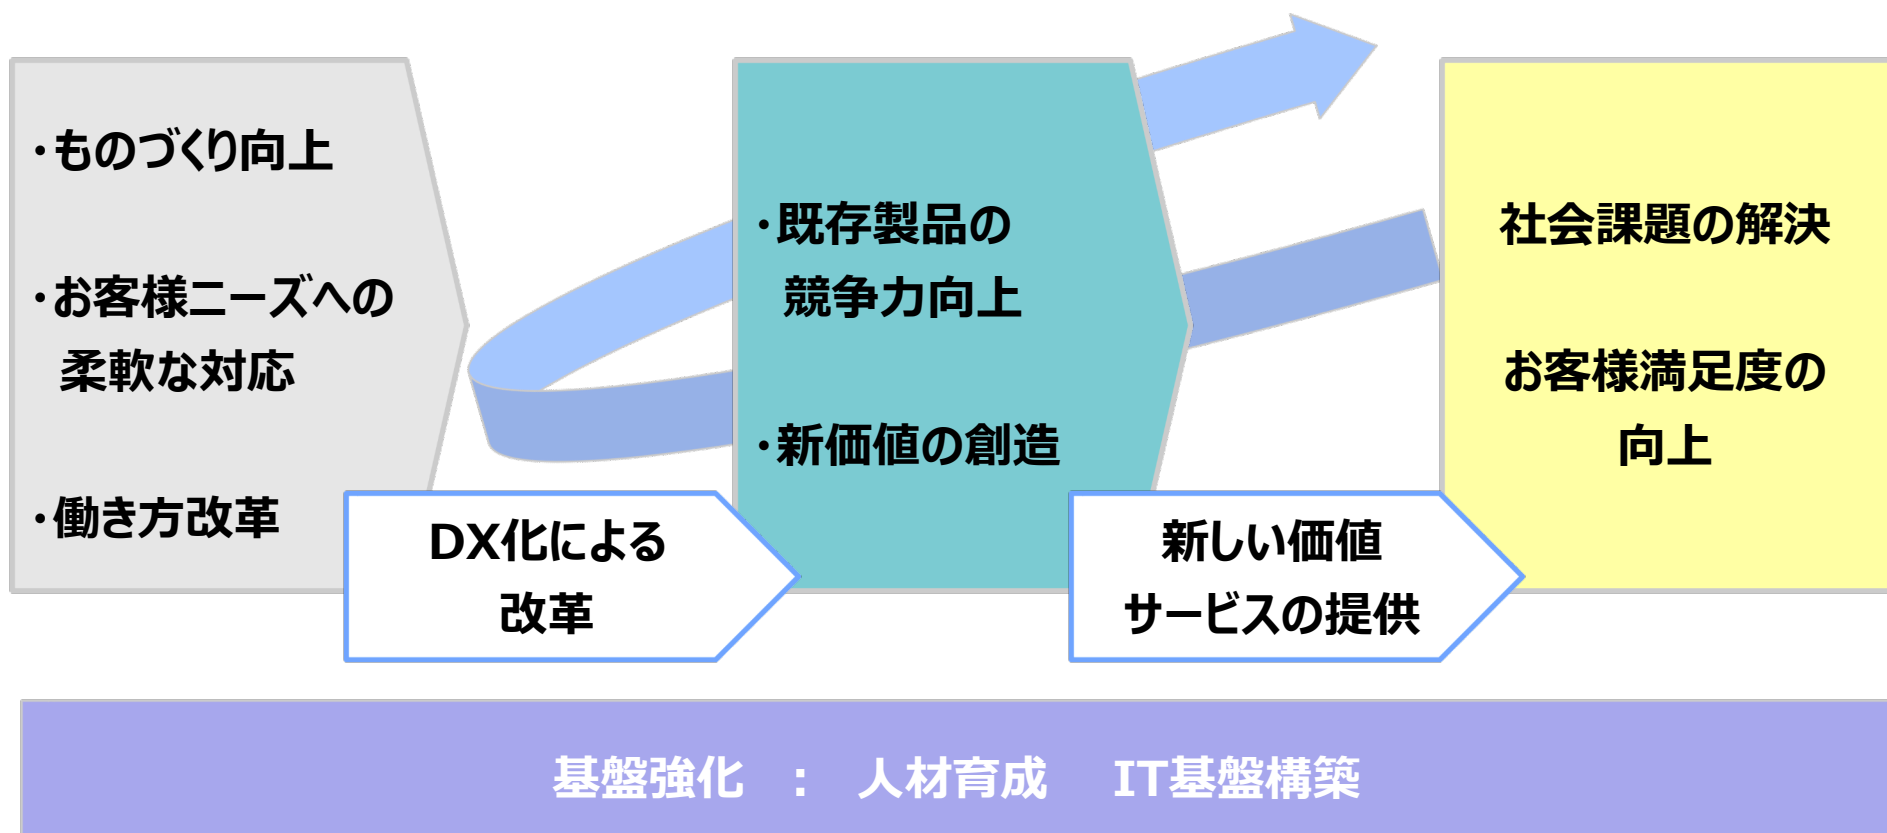 ・ものづくり向上
・お客様ニーズへの
柔軟な対応
・働き方改革
DX化による
改革
・既存製品の
競争力向上
・新価値の創造
新しい価値
サービスの提供
社会課題の解決
お客様満足度の
向上
基盤強化 : 人材育成 IT基盤構築